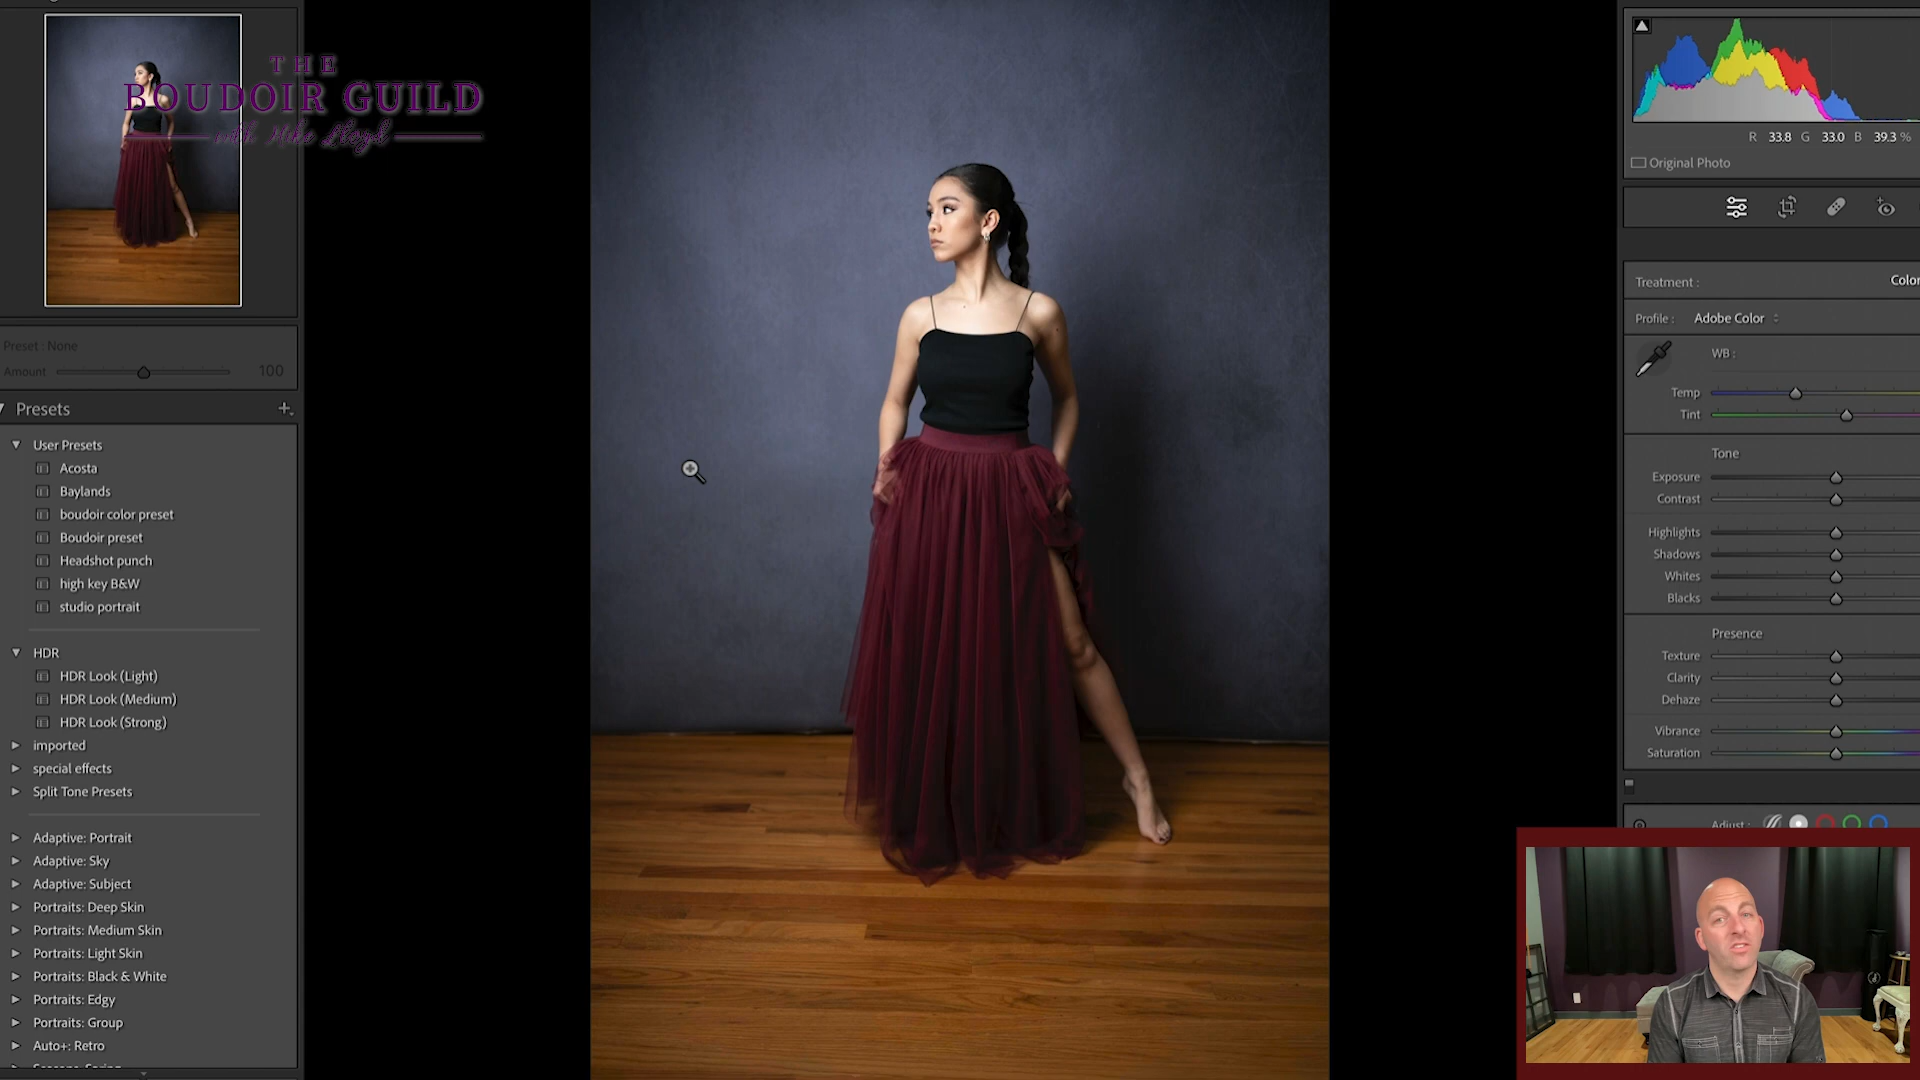 THE
BOUDOIR GUILD
with Mike Lloyd
Preset : None
Amount 100
Presets
User Presets
Acosta
Baylands
boudoir color preset
Boudoir preset
Headshot punch
high key B&W
studio portrait
HDR
HDR Look (Light)
HDR Look (Medium)
HDR Look (Strong)
imported
special effects
Split Tone Presets
Adaptive: Portrait
Adaptive: Sky
Adaptive: Subject
Portraits: Deep Skin
Portraits: Medium Skin
Portraits: Light Skin
Portraits: Black & White
Portraits: Edgy
Portraits: Group
Auto+: Retro
R 33.8 G 33.0 B 39.3 %
Original Photo
Treatment : Color
Profile : Adobe Color
WB :
Temp
Tint
Tone
Exposure
Contrast
Highlights
Shadows
Whites
Blacks
Presence
Texture
Clarity
Dehaze
Vibrance
Saturation
Adjust :